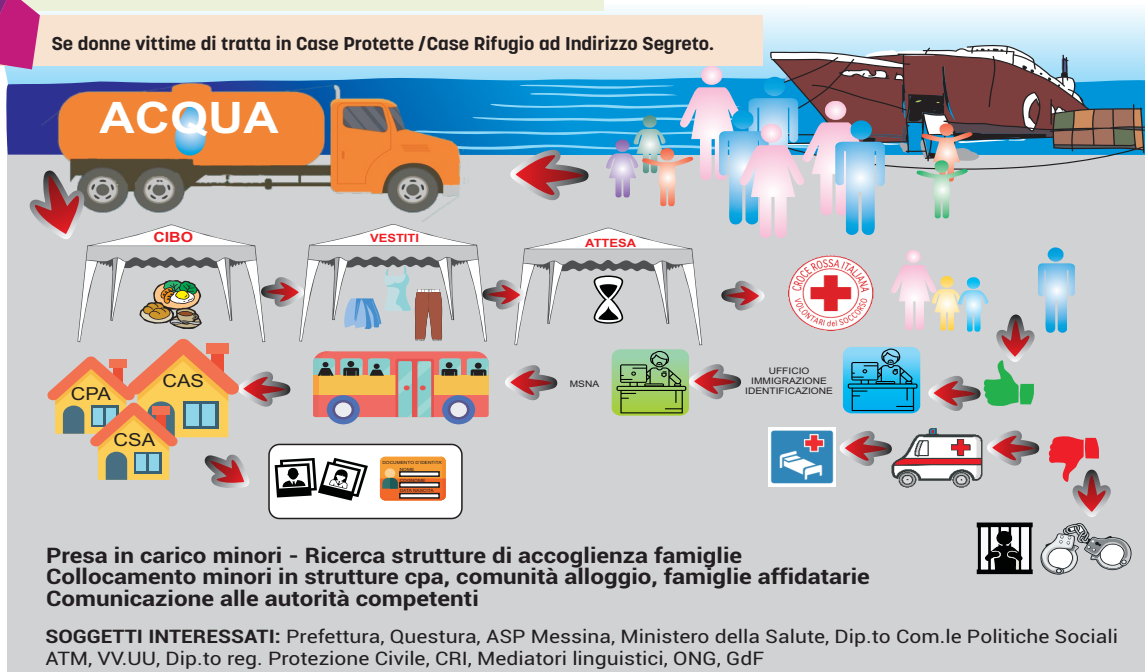 Se donne vittime di tratta in Case Protette /Case Rifugio ad Indirizzo Segreto.
ACQUA
CIBO
VESTITI
ATTESA
CROCE ROSSA ITALIANA
VOLONTARI del SOCCORSO
CPA
CAS
CSA
MSNA
UFFICIO
IMMIGRAZIONE
IDENTIFICAZIONE
DOCUMENTO D'IDENTITÀ
NOME
COGNOME
DATA NASCITA
Presa in carico minori - Ricerca strutture di accoglienza famiglie
Collocamento minori in strutture cpa, comunità alloggio, famiglie affidatarie
Comunicazione alle autorità competenti
SOGGETTI INTERESSATI: Prefettura, Questura, ASP Messina, Ministero della Salute, Dip.to Com.le Politiche Sociali
ATM, VV.UU, Dip.to reg. Protezione Civile, CRI, Mediatori linguistici, ONG, GdF